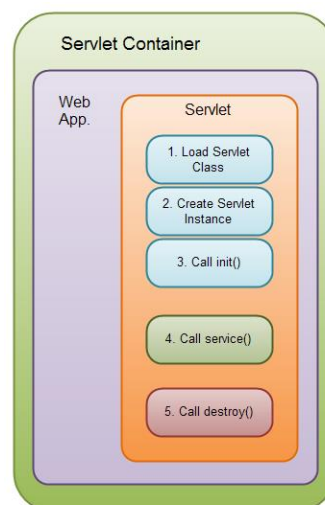 Servlet Container
Web
App.
Servlet
1. Load Servlet
Class
2. Create Servlet
Instance
3. Call init()
4. Call service()
5. Call destroy()